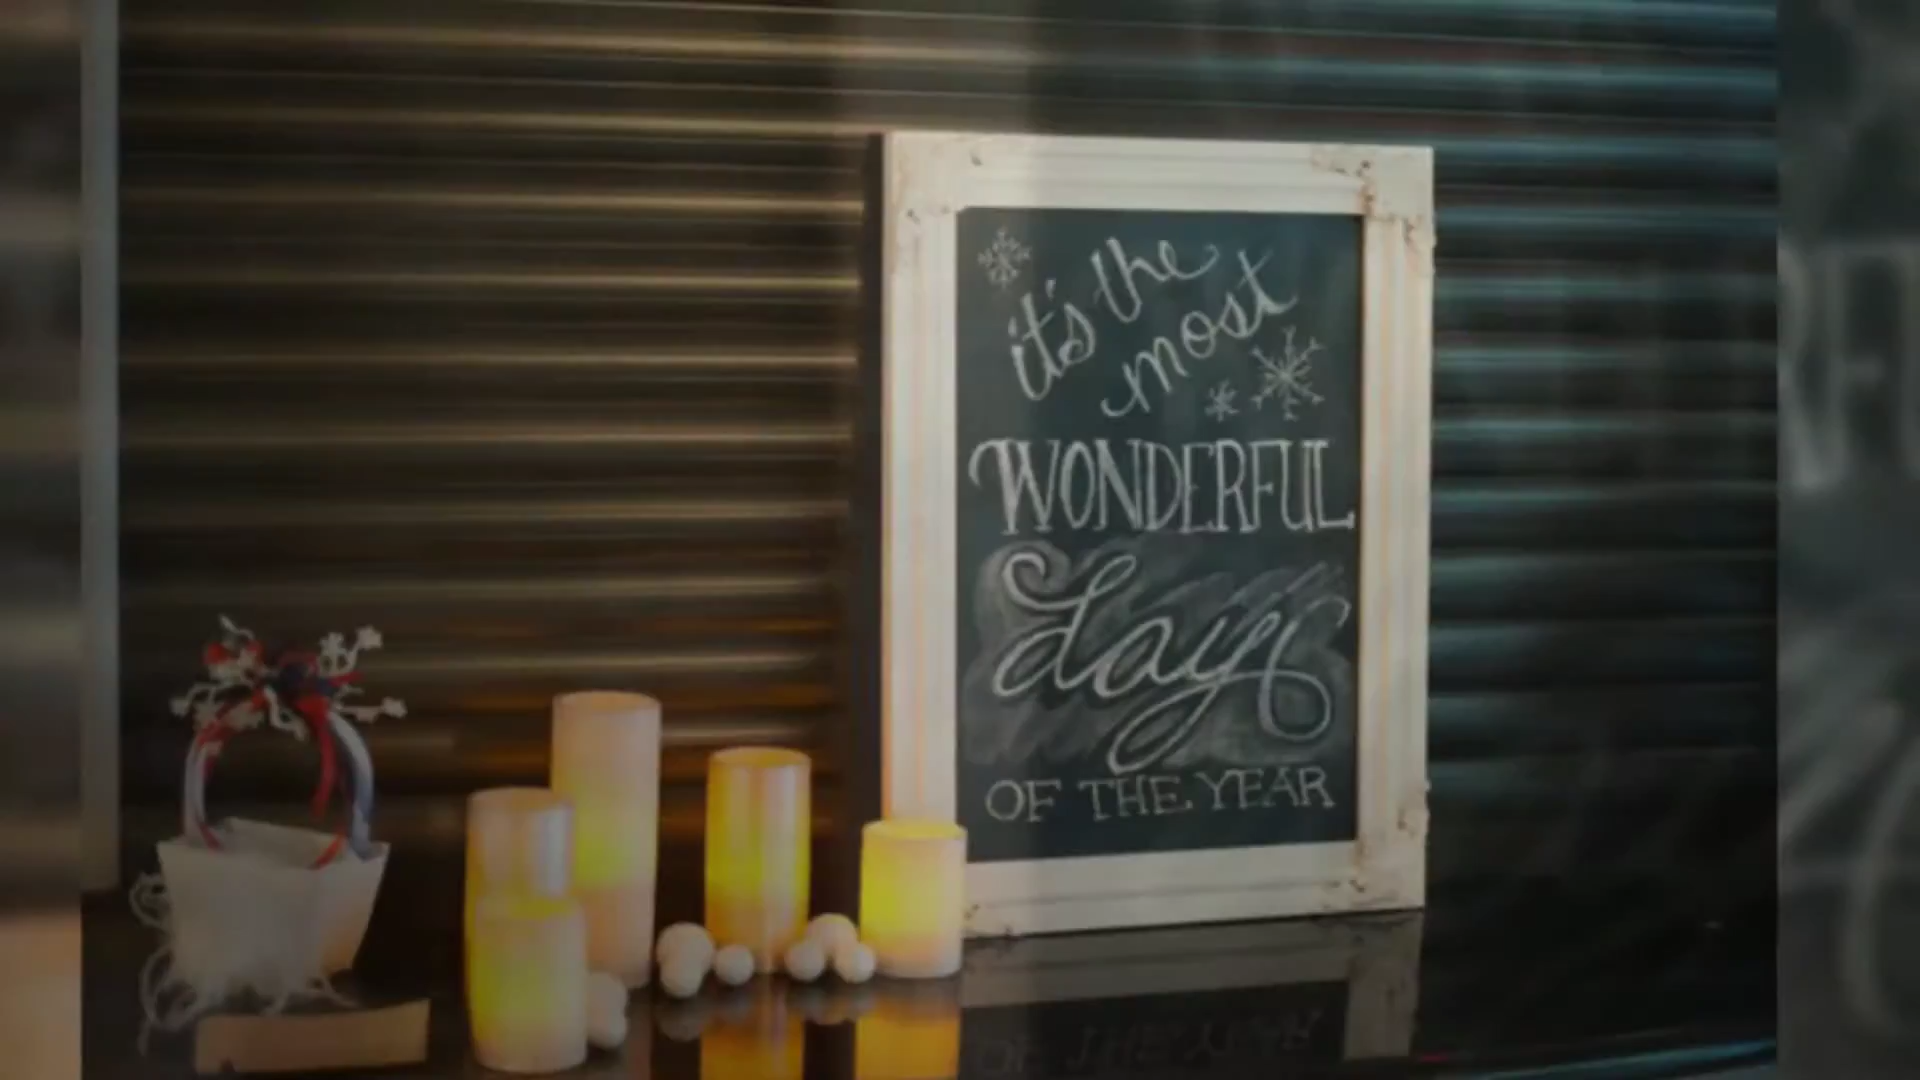 it's the
most
WONDERFUL
day
OF THE YEAR